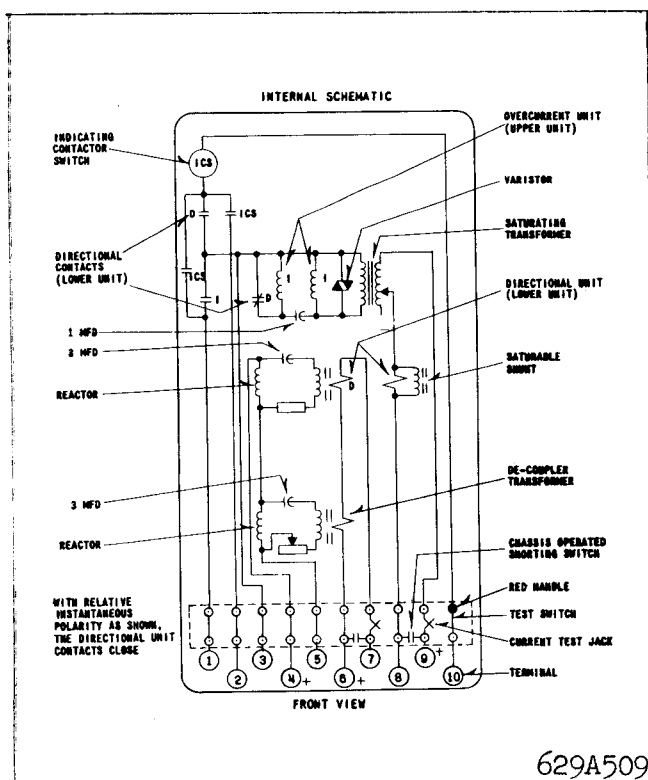 INTERNAL SCHEMATIC
INDICATING
CONTACTOR
SWITCH
ICS
OVERCURRENT UNIT
(UPPER UNIT)
VARISTOR
SATURATING
TRANSFORMER
D
ICS
DIRECTIONAL
CONTACTS
(LOWER UNIT)
ICS
I
D
I
I
DIRECTIONAL UNIT
(LOWER UNIT)
1 MFD
3 MFD
REACTOR
D
SATURABLE
SHUNT
3 MFD
REACTOR
DE-COUPLER
TRANSFORMER
CHASSIS OPERATED
SHORTING SWITCH
WITH RELATIVE
INSTANTANEOUS
POLARITY AS SHOWN,
THE DIRECTIONAL UNIT
CONTACTS CLOSE
RED HANDLE
TEST SWITCH
CURRENT TEST JACK
TERMINAL
1 3 5 7 9 +
2 4 + 6 + 8 10
FRONT VIEW
629A509